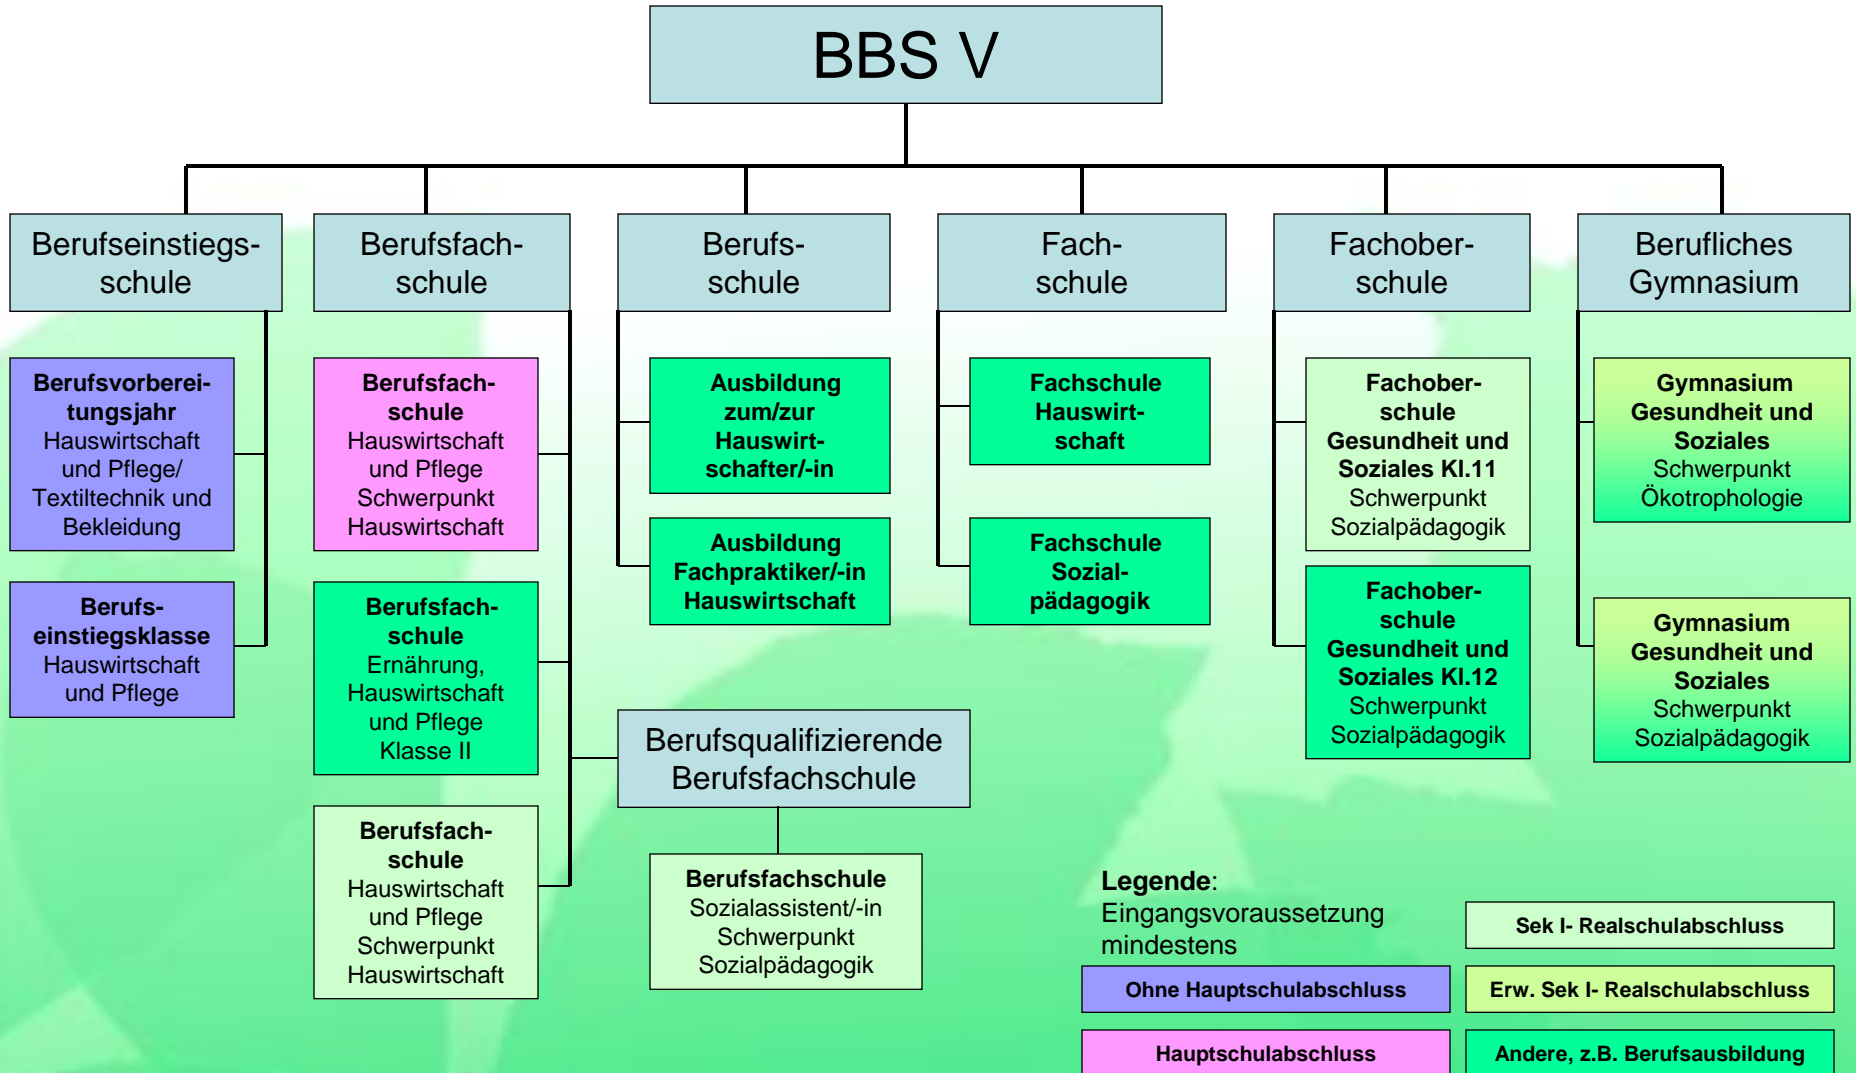 BBS V
Berufseinstiegs-
schule
Berufsfach-
schule
Berufs-
schule
Fach-
schule
Fachober-
schule
Berufliches
Gymnasium
Berufsvorberei-
tungsjahr
Hauswirtschaft
und Pflege/
Textiltechnik und
Bekleidung
Berufs-
einstiegsklasse
Hauswirtschaft
und Pflege
Berufsfach-
schule
Hauswirtschaft
und Pflege
Schwerpunkt
Hauswirtschaft
Berufsfach-
schule
Ernährung,
Hauswirtschaft
und Pflege
Klasse II
Berufsfach-
schule
Hauswirtschaft
und Pflege
Schwerpunkt
Hauswirtschaft
Ausbildung
zum/zur
Hauswirt-
schafter/-in
Ausbildung
Fachpraktiker/-in
Hauswirtschaft
Berufsqualifizierende
Berufsfachschule
Berufsfachschule
Sozialassistent/-in
Schwerpunkt
Sozialpädagogik
Fachschule
Hauswirt-
schaft
Fachschule
Sozial-
pädagogik
Fachober-
schule
Gesundheit und
Soziales Kl.11
Schwerpunkt
Sozialpädagogik
Fachober-
schule
Gesundheit und
Soziales Kl.12
Schwerpunkt
Sozialpädagogik
Gymnasium
Gesundheit und
Soziales
Schwerpunkt
Ökotrophologie
Gymnasium
Gesundheit und
Soziales
Schwerpunkt
Sozialpädagogik
Legende:
Eingangsvoraussetzung
mindestens
Ohne Hauptschulabschluss
Hauptschulabschluss
Sek I- Realschulabschluss
Erw. Sek I- Realschulabschluss
Andere, z.B. Berufsausbildung